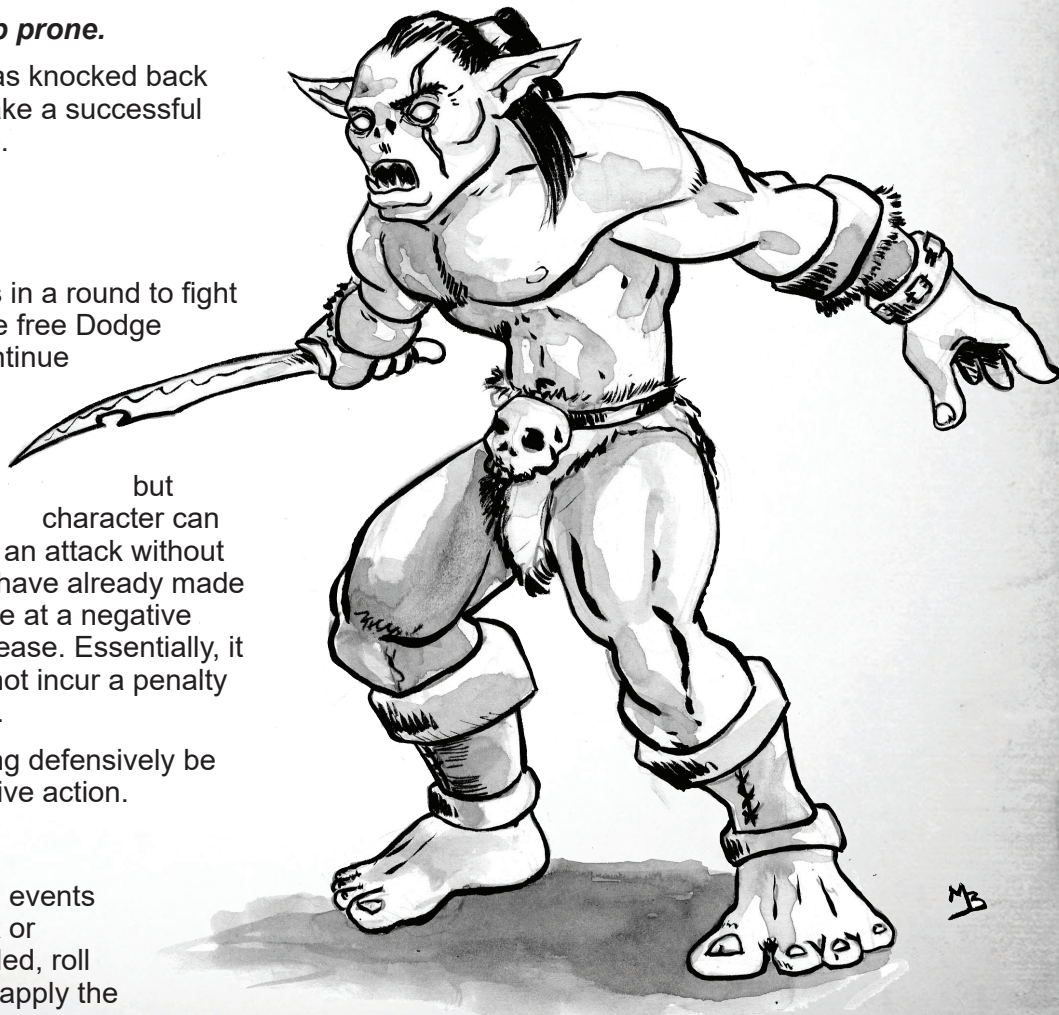 prone.
as knocked back
ake a successful
.
s in a round to fight
e free Dodge
ntinue
but
character can
an attack without
have already made
e at a negative
ease. Essentially, it
not incur a penalty
.
ng defensively be
ive action.
events
or
led, roll
apply the
MB